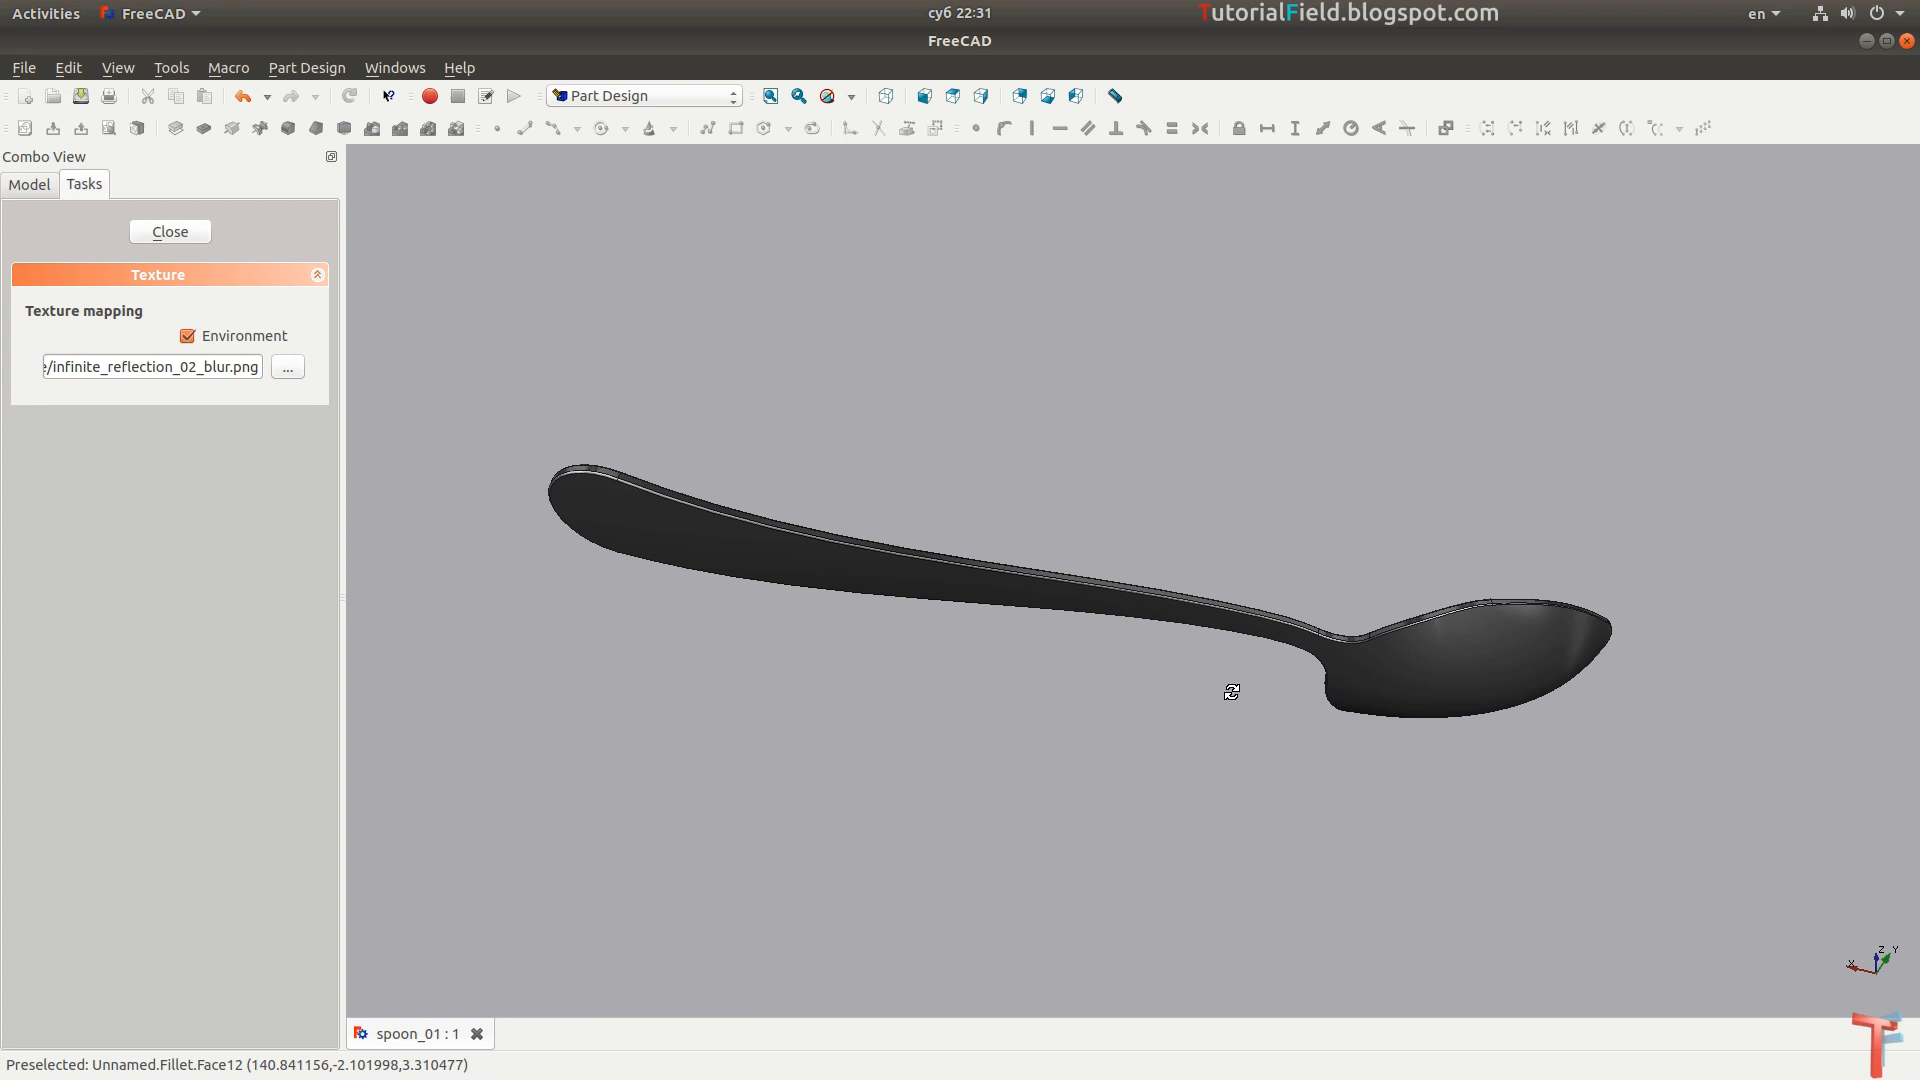 Activities FreeCAD суб 22:31 TutorialField.blogspot.com en
FreeCAD
File Edit View Tools Macro Part Design Windows Help
Part Design
Combo View
Model Tasks
Close
Texture
Texture mapping
Environment
e/infinite_reflection_02_blur.png ...
Z Y
X
spoon_01 : 1
Preselected: Unnamed.Fillet.Face12 (140.841156,-2.101998,3.310477)
TF